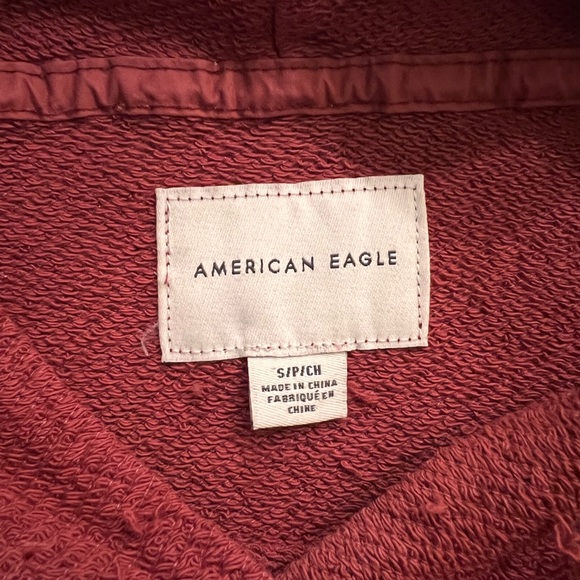 AMERICAN EAGLE
S/P/CH
MADE IN CHINA
FABRIQUÉ EN
CHINE